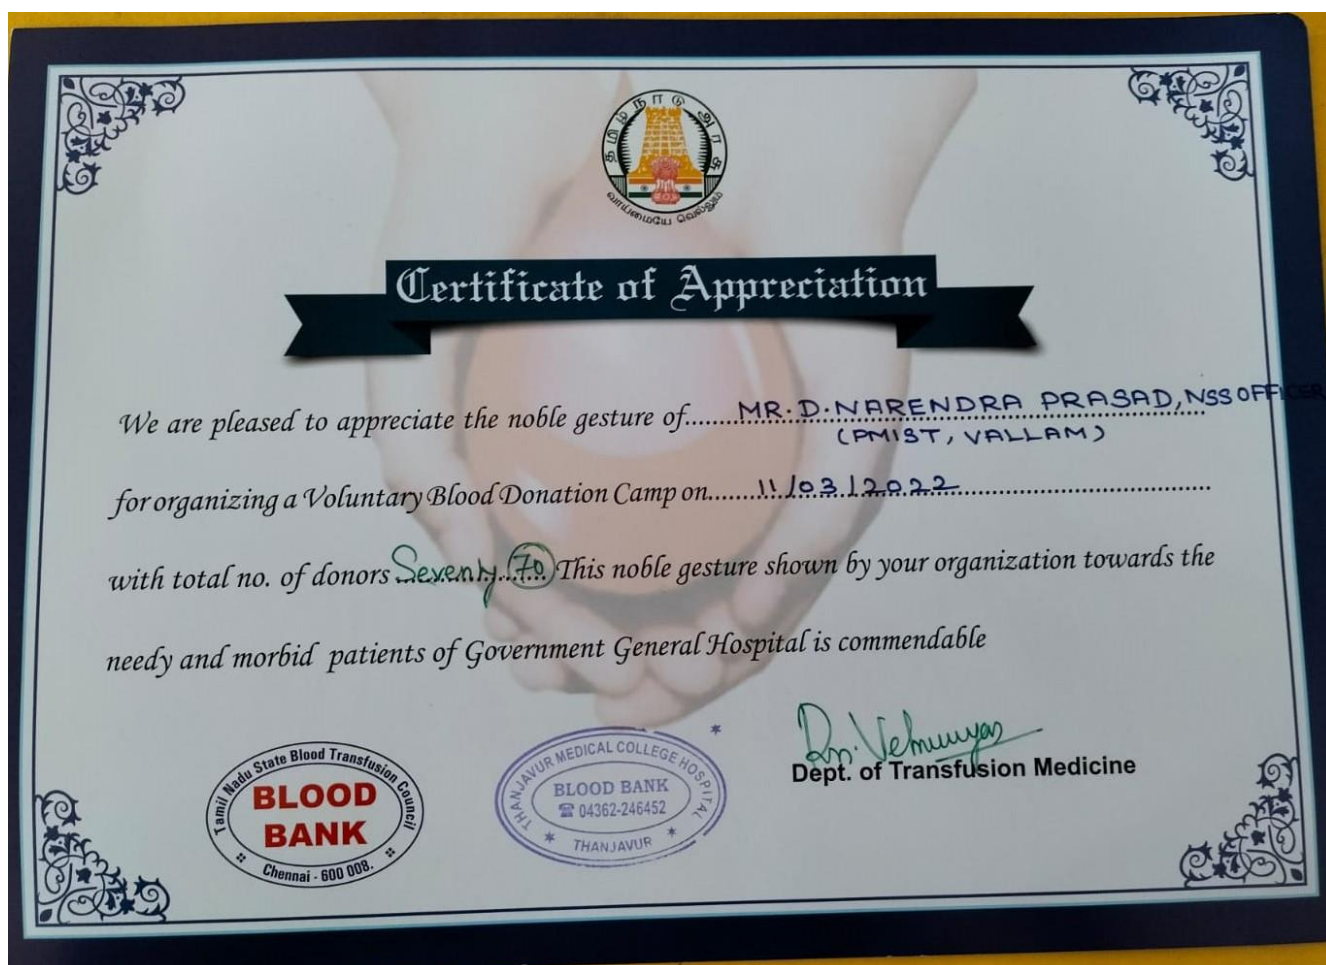 தமிழ்நாடு அரசு
வாய்மையே வெல்லும்
Certificate of Appreciation
We are pleased to appreciate the noble gesture of......MR.D.NARENDRA PRASAD, NSS OFFICER
(PMIST, VALLAM)
for organizing a Voluntary Blood Donation Camp on........11/03/2022
with total no. of donors Seventy 70 This noble gesture shown by your organization towards the
needy and morbid patients of Government General Hospital is commendable
Dept. of Transfusion Medicine
Tamil Nadu State Blood Transfusion Council
BLOOD
BANK
Chennai - 600 008.
THANJAVUR MEDICAL COLLEGE HOSPITAL
BLOOD BANK
☎ 04362-246452
THANJAVUR